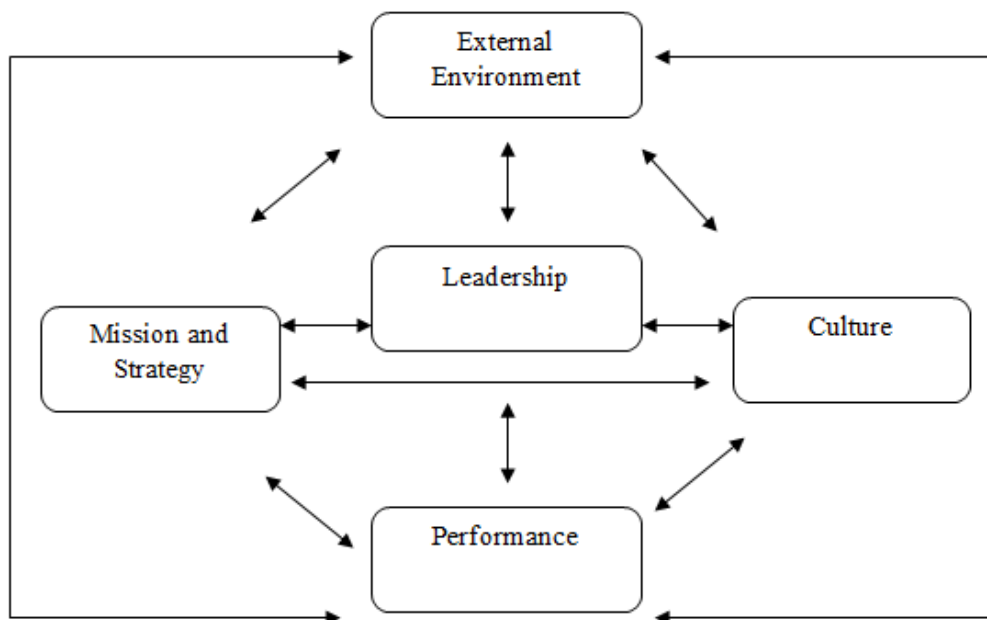 External
Environment
Leadership
Mission and
Strategy
Culture
Performance